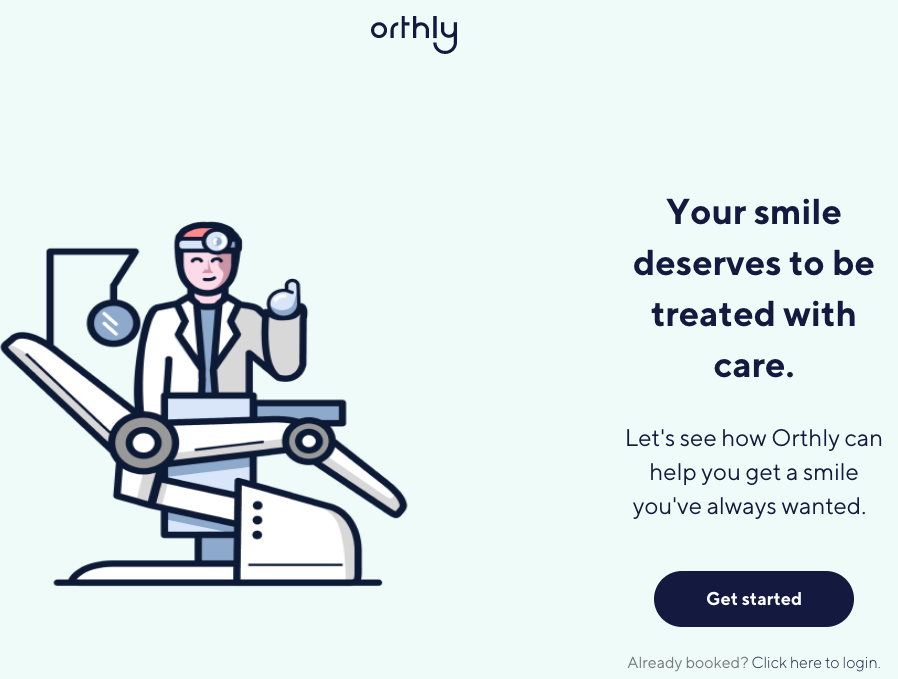 orthly
Your smile
deserves to be
treated with
care.
Let's see how Orthly can
help you get a smile
you've always wanted.
Get started
Already booked? Click here to login.